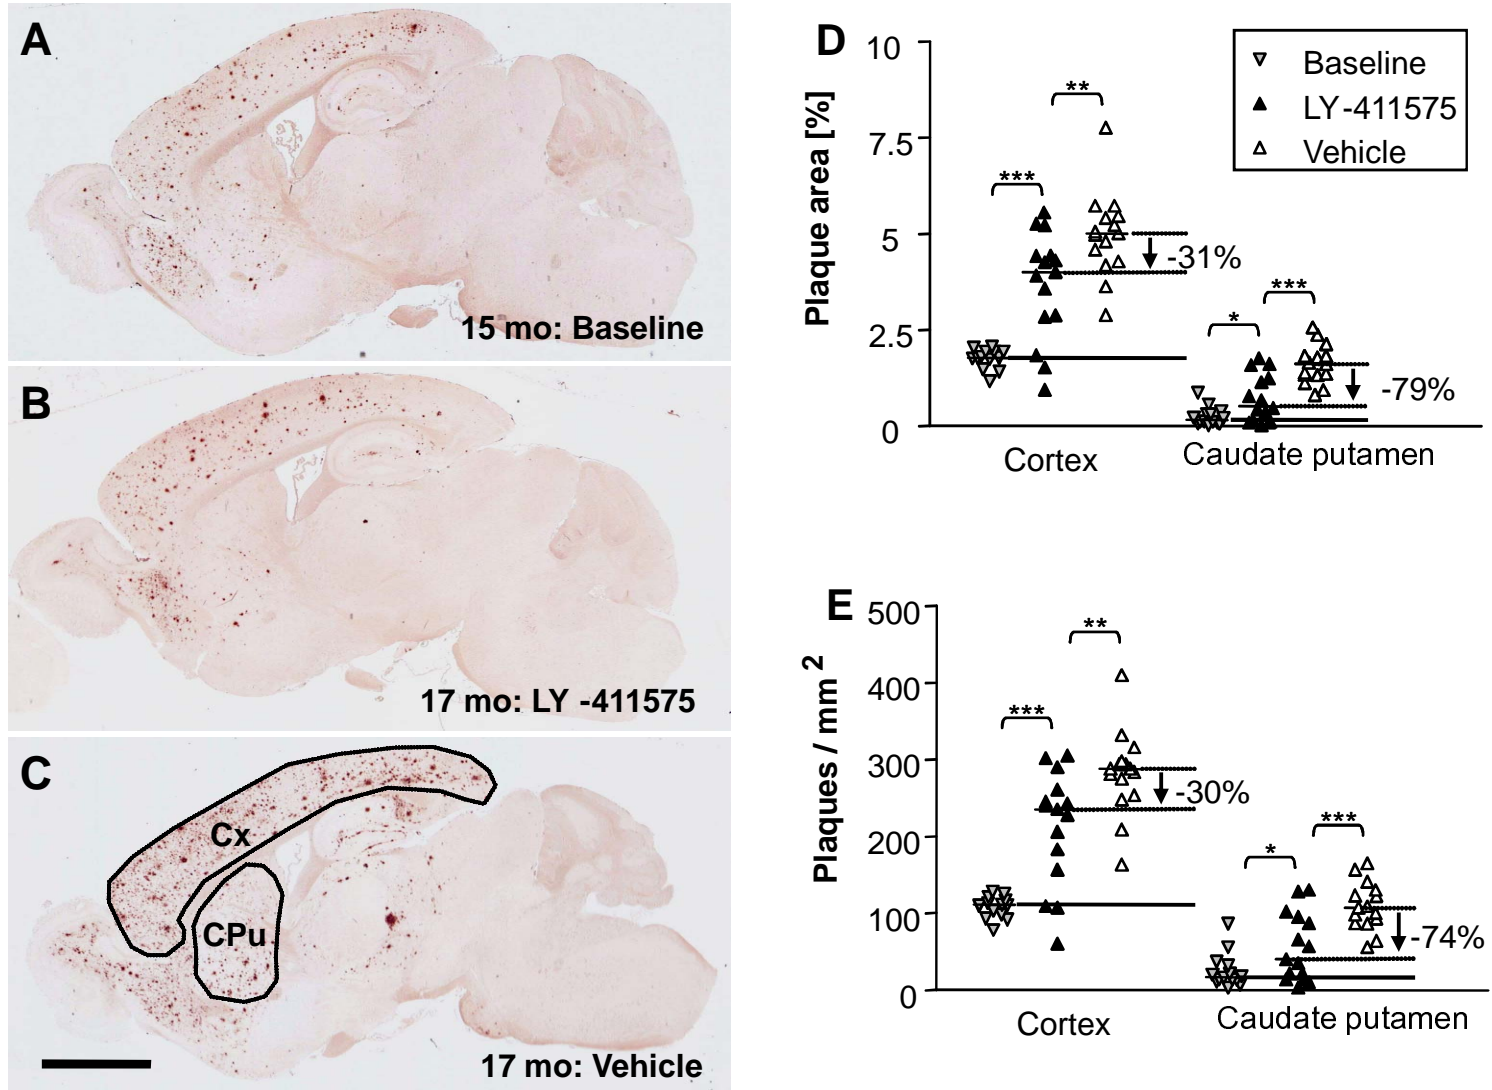 A
15 mo: Baseline
B
17 mo: LY -411575
C
Cx
CPu
17 mo: Vehicle
D
Plaque area [%]
10
7.5
5
2.5
0
Baseline
LY-411575
Vehicle
**
***
-31%
***
*
-79%
Cortex
Caudate putamen
E
Plaques / mm 2
500
400
300
200
100
0
**
***
-30%
***
*
-74%
Cortex
Caudate putamen